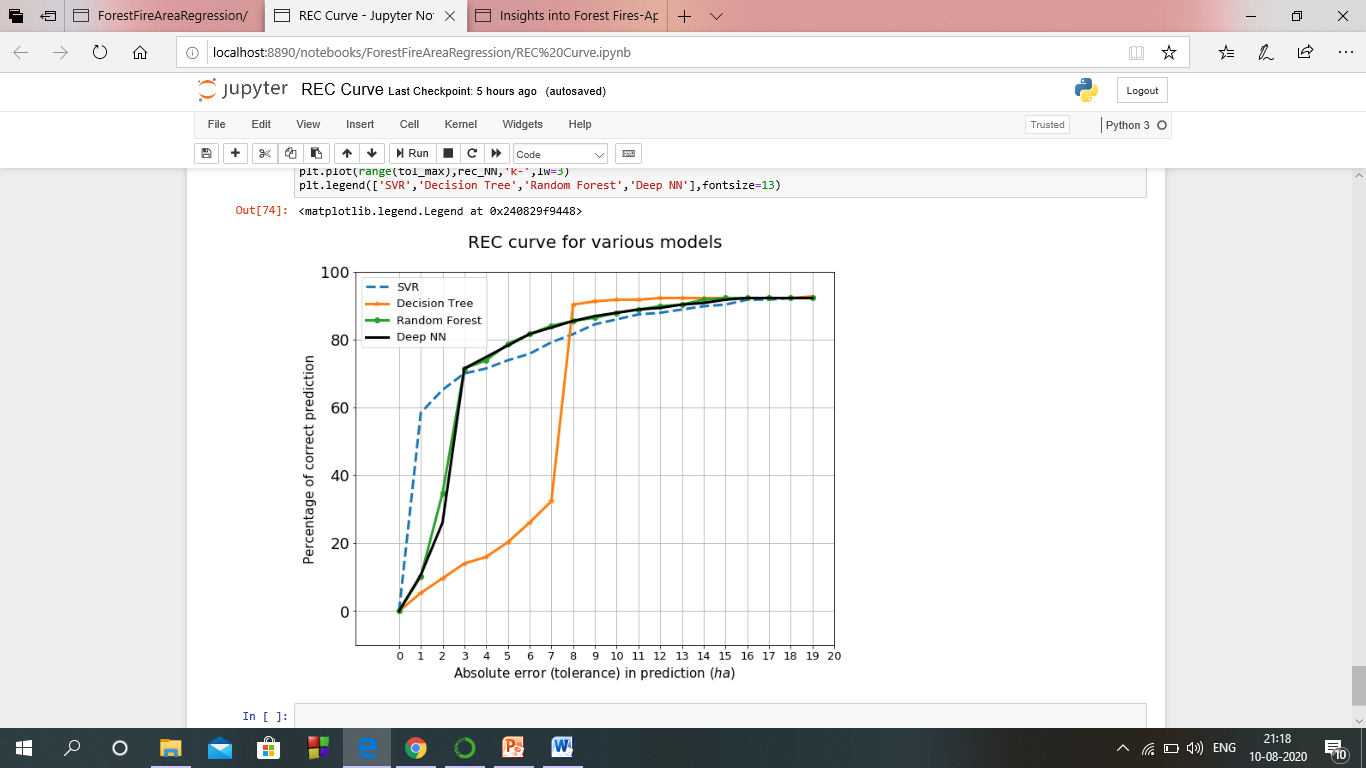 ForestFireAreaRegression/
REC Curve - Jupyter No
Insights into Forest Fires-Ap
localhost:8890/notebooks/ForestFireAreaRegression/REC%20Curve.ipynb
jupyter REC Curve Last Checkpoint: 5 hours ago (autosaved)
Logout
File Edit View Insert Cell Kernel Widgets Help
Trusted
Python 3
Run
Code
plt.plot(range(tol_max),rec_NN,'k-',lw=3)
plt.legend(['SVR','Decision Tree','Random Forest','Deep NN'],fontsize=13)
Out[74]: <matplotlib.legend.Legend at 0x240829f9448>
REC curve for various models
100
80
60
40
20
0
Percentage of correct prediction
SVR
Decision Tree
Random Forest
Deep NN
0 1 2 3 4 5 6 7 8 9 10 11 12 13 14 15 16 17 18 19 20
Absolute error (tolerance) in prediction (ha)
In [ ]:
ENG
21:18
10-08-2020
10